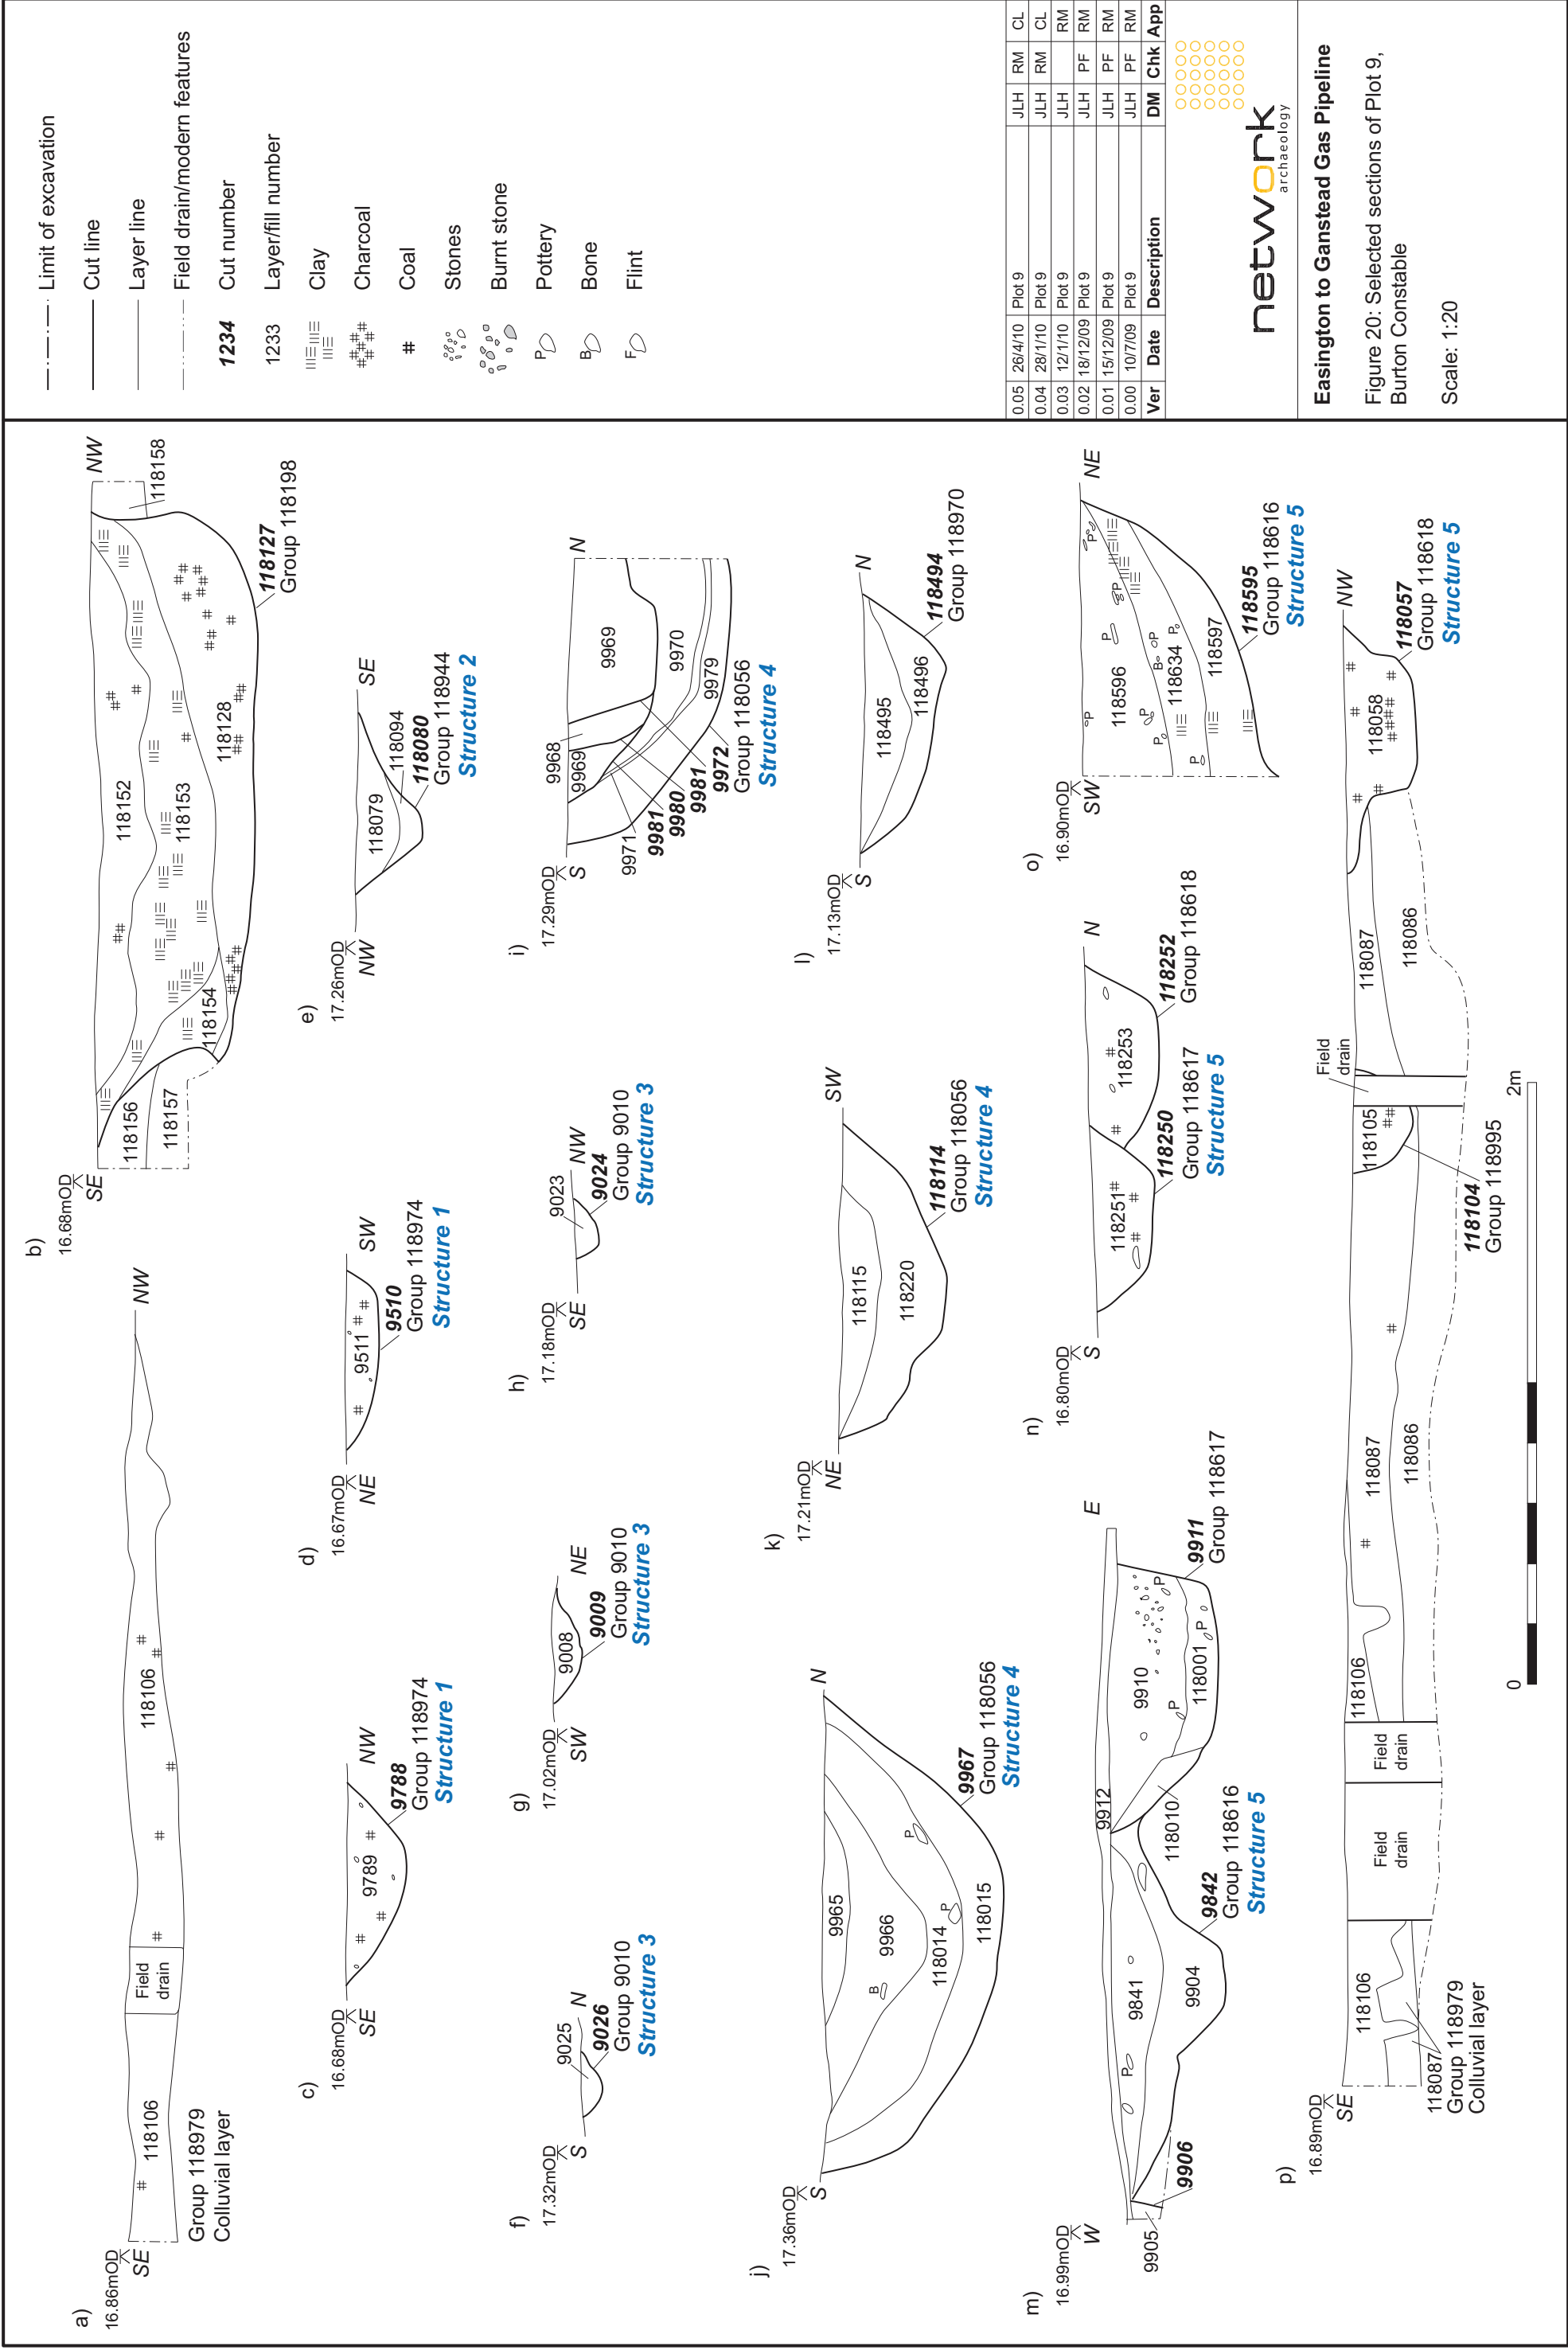 a)
16.86mOD
SE
NW
118106
Field
drain
118106
Group 118979
Colluvial layer
b)
16.68mOD
SE
NW
118156
118157
118154
118152
118153
118128
118158
118127
Group 118198
c)
16.68mOD
SE
NW
9789
9788
Group 118974
Structure 1
d)
16.67mOD
NE
SW
9511
9510
Group 118974
Structure 1
e)
17.26mOD
NW
SE
118079
118094
118080
Group 118944
Structure 2
f)
17.32mOD
S
N
9025
9026
Group 9010
Structure 3
g)
17.02mOD
SW
NE
9008
9009
Group 9010
Structure 3
h)
17.18mOD
SE
NW
9023
9024
Group 9010
Structure 3
i)
17.29mOD
S
N
9968
9969
9969
9970
9979
9971
9981
9980
9981
9972
Group 118056
Structure 4
j)
17.36mOD
S
N
9965
9966
B
118014
P
P
118015
9967
Group 118056
Structure 4
k)
17.21mOD
NE
SW
118115
118220
118114
Group 118056
Structure 4
l)
17.13mOD
S
N
118495
118496
118494
Group 118970
m)
16.99mOD
W
E
9905
9906
P
9841
9904
9912
118010
9842
Group 118616
Structure 5
9910
P
P
118001
P
9911
Group 118617
n)
16.80mOD
S
N
118251
118253
118250
Group 118617
Structure 5
118252
Group 118618
o)
16.90mOD
SW
NE
P
P
P
P
118596
P
P
B
P
P
118634
P
118597
118595
Group 118616
Structure 5
p)
16.89mOD
SE
NW
118106
118087
Group 118979
Colluvial layer
Field
drain
Field
drain
118106
118087
118086
118105
118104
Group 118995
Field
drain
118087
118086
118058
118057
Group 118618
Structure 5
0
2m
Limit of excavation
Cut line
Layer line
Field drain/modern features
1234 Cut number
1233 Layer/fill number
Clay
Charcoal
Coal
Stones
Burnt stone
P Pottery
B Bone
F Flint
0.05 26/4/10 Plot 9 JLH RM CL
0.04 28/1/10 Plot 9 JLH RM CL
0.03 12/1/10 Plot 9 JLH RM
0.02 18/12/09 Plot 9 JLH PF RM
0.01 15/12/09 Plot 9 JLH PF RM
0.00 10/7/09 Plot 9 JLH PF RM
Ver Date Description DM Chk App
network
archaeology
Easington to Ganstead Gas Pipeline
Figure 20: Selected sections of Plot 9,
Burton Constable
Scale: 1:20